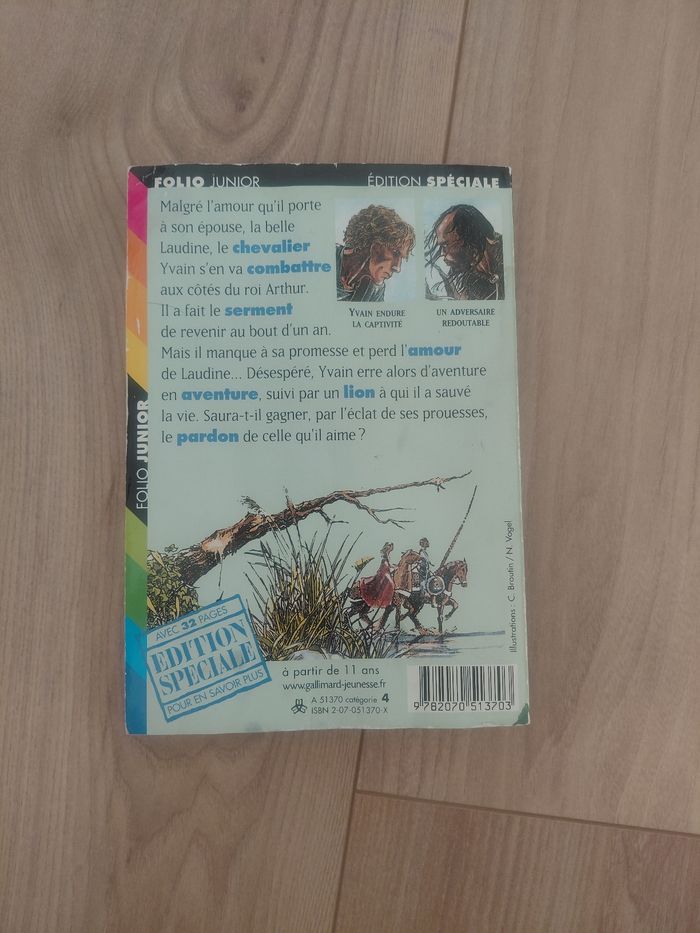 FOLIO JUNIOR
ÉDITION SPÉCIALE
Malgré l'amour qu'il porte
à son épouse, la belle
Laudine, le chevalier
Yvain s'en va combattre
aux côtés du roi Arthur.
Il a fait le serment
de revenir au bout d'un an.
Mais il manque à sa promesse et perd l'amour
de Laudine... Désespéré, Yvain erre alors d'aventure
en aventure, suivi par un lion à qui il a sauvé
la vie. Saura-t-il gagner, par l'éclat de ses prouesses,
le pardon de celle qu'il aime ?
YVAIN ENDURE
LA CAPTIVITÉ
UN ADVERSAIRE
REDOUTABLE
FOLIO JUNIOR
Illustrations : C. Broutin / N. Vogel
AVEC 32 PAGES
EDITION
SPÉCIALE
POUR EN SAVOIR PLUS
à partir de 11 ans
www.gallimard-jeunesse.fr
A 51370 catégorie 4
ISBN 2-07-051370-X
9 782070 513703